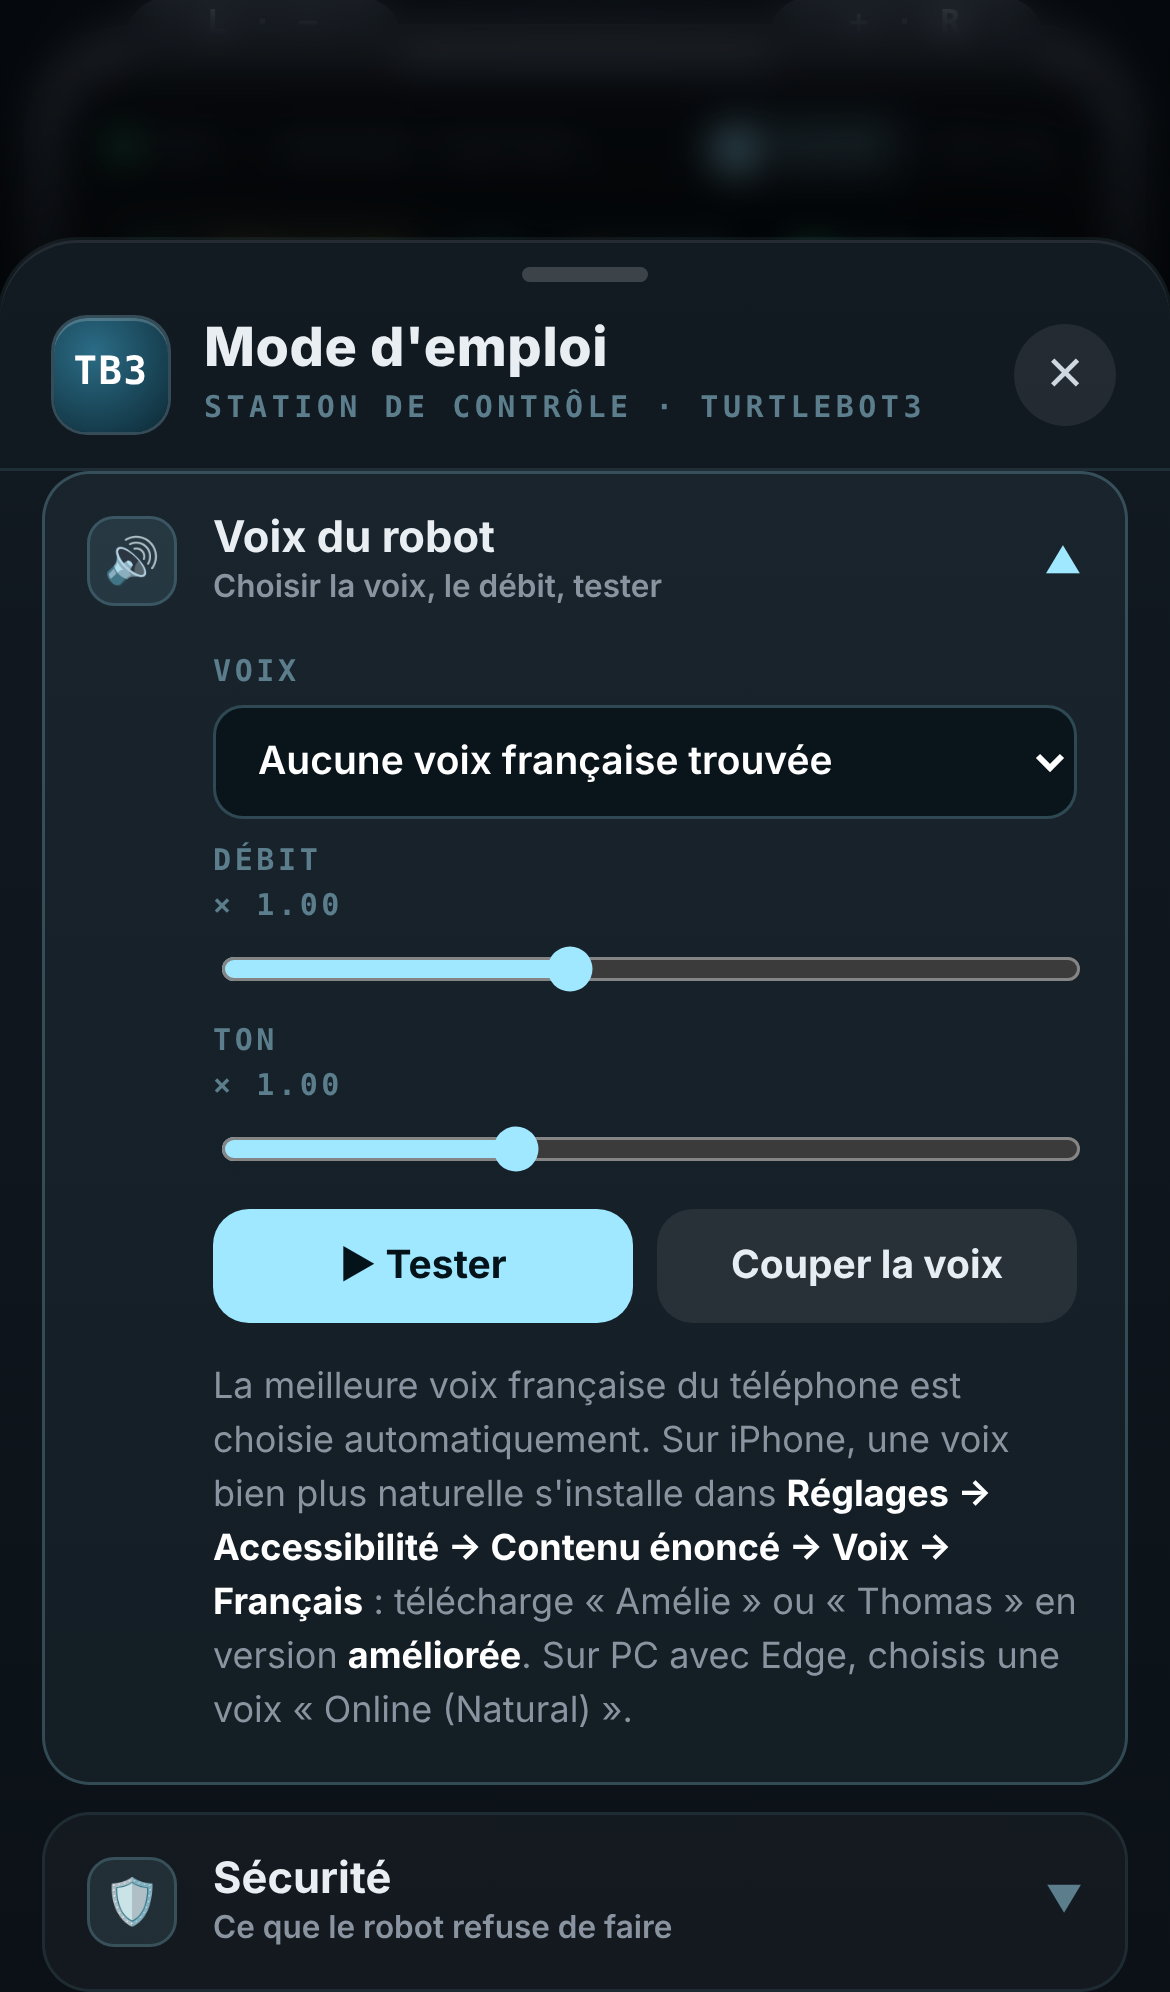 L · −
+ · R
TB3
Mode d'emploi
STATION DE CONTRÔLE · TURTLEBOT3
✕
Voix du robot
Choisir la voix, le débit, tester
▲
VOIX
Aucune voix française trouvée
DÉBIT
× 1.00
TON
× 1.00
▶ Tester
Couper la voix
La meilleure voix française du téléphone est
choisie automatiquement. Sur iPhone, une voix
bien plus naturelle s'installe dans Réglages →
Accessibilité → Contenu énoncé → Voix →
Français : télécharge « Amélie » ou « Thomas » en
version améliorée. Sur PC avec Edge, choisis une
voix « Online (Natural) ».
Sécurité
Ce que le robot refuse de faire
▼